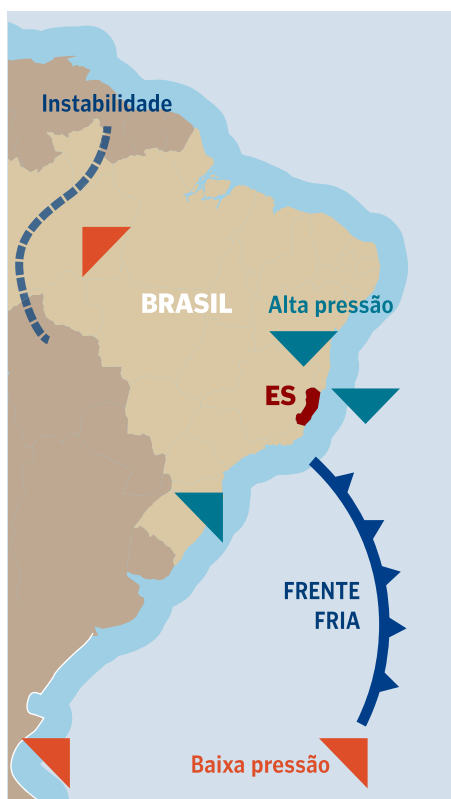 Instabilidade
BRASIL
Alta pressão
ES
FRENTE
FRIA
Baixa pressão